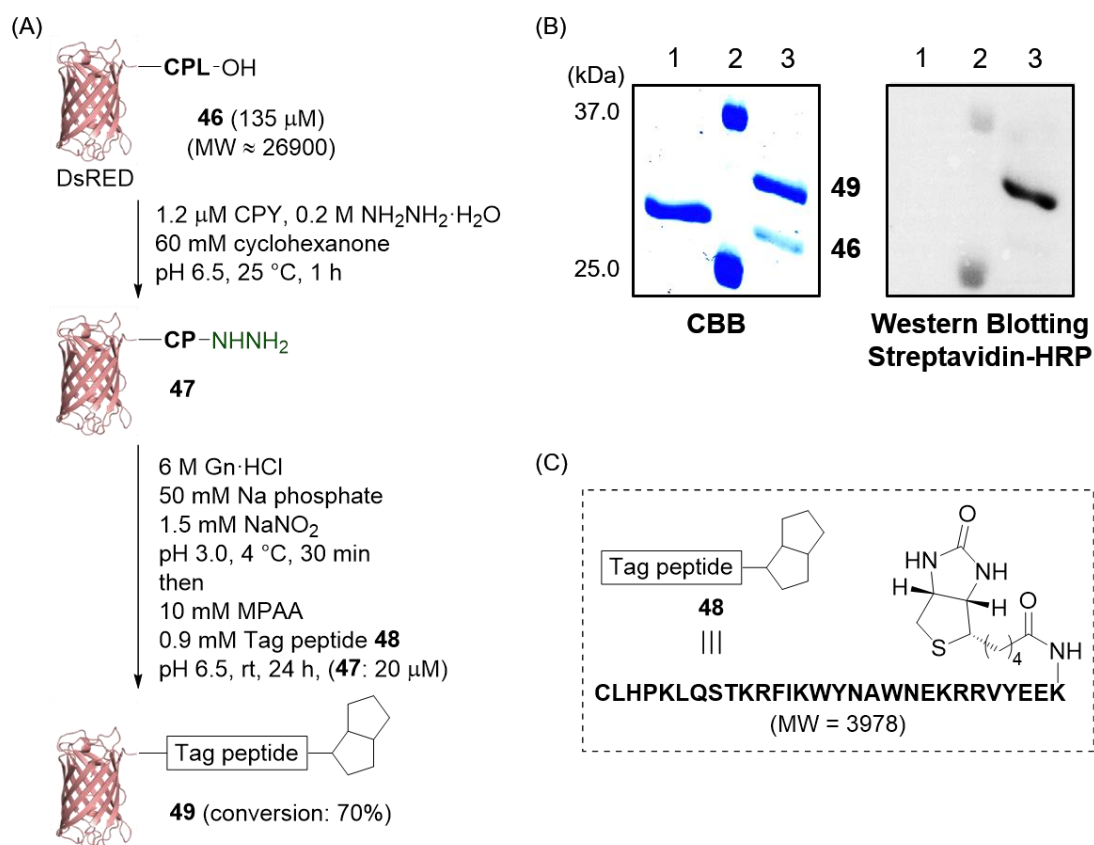 (A)
CPL-OH
46 (135 μM)
(MW ≈ 26900)
DsRED
1.2 μM CPY, 0.2 M NH₂NH₂·H₂O
60 mM cyclohexanone
pH 6.5, 25 °C, 1 h
CP-NHNH₂
47
6 M Gn·HCl
50 mM Na phosphate
1.5 mM NaNO₂
pH 3.0, 4 °C, 30 min
then
10 mM MPAA
0.9 mM Tag peptide 48
pH 6.5, rt, 24 h, (47: 20 μM)
Tag peptide
49 (conversion: 70%)
(B)
(kDa)
1 2 3
37.0
25.0
49
46
CBB
1 2 3
Western Blotting
Streptavidin-HRP
(C)
Tag peptide
48
O
HN
NH
H
H
S
4
O
NH
CLHPKLQSTKRFIKWYNAWNEKRRVYEEK
(MW = 3978)